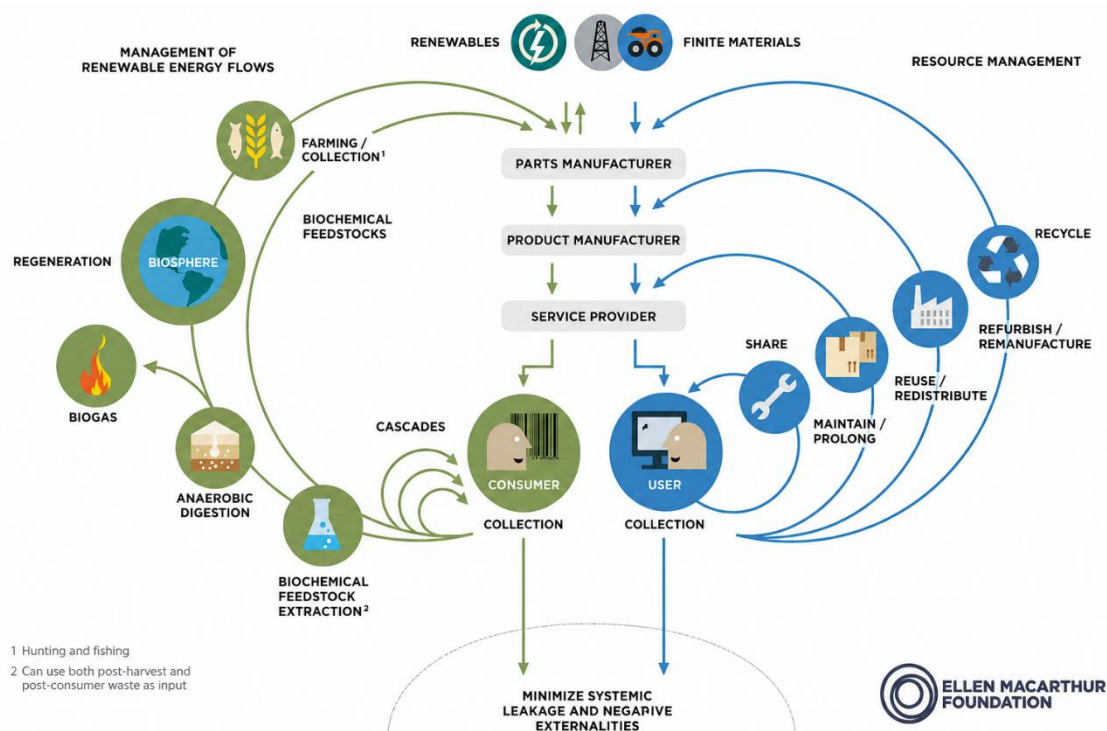 RENEWABLES
FINITE MATERIALS
MANAGEMENT OF
RENEWABLE ENERGY FLOWS
RESOURCE MANAGEMENT
FARMING /
COLLECTION¹
PARTS MANUFACTURER
BIOCHEMICAL
FEEDSTOCKS
PRODUCT MANUFACTURER
RECYCLE
REGENERATION
BIOSPHERE
SERVICE PROVIDER
REFURBISH /
REMANUFACTURE
SHARE
REUSE /
REDISTRIBUTE
BIOGAS
MAINTAIN /
PROLONG
CASCADES
CONSUMER
USER
ANAEROBIC
DIGESTION
COLLECTION
COLLECTION
BIOCHEMICAL
FEEDSTOCK
EXTRACTION²
1 Hunting and fishing
2 Can use both post-harvest and
post-consumer waste as input
MINIMIZE SYSTEMIC
LEAKAGE AND NEGAPIVE
EXTERNALITIES
ELLEN MACARTHUR
FOUNDATION